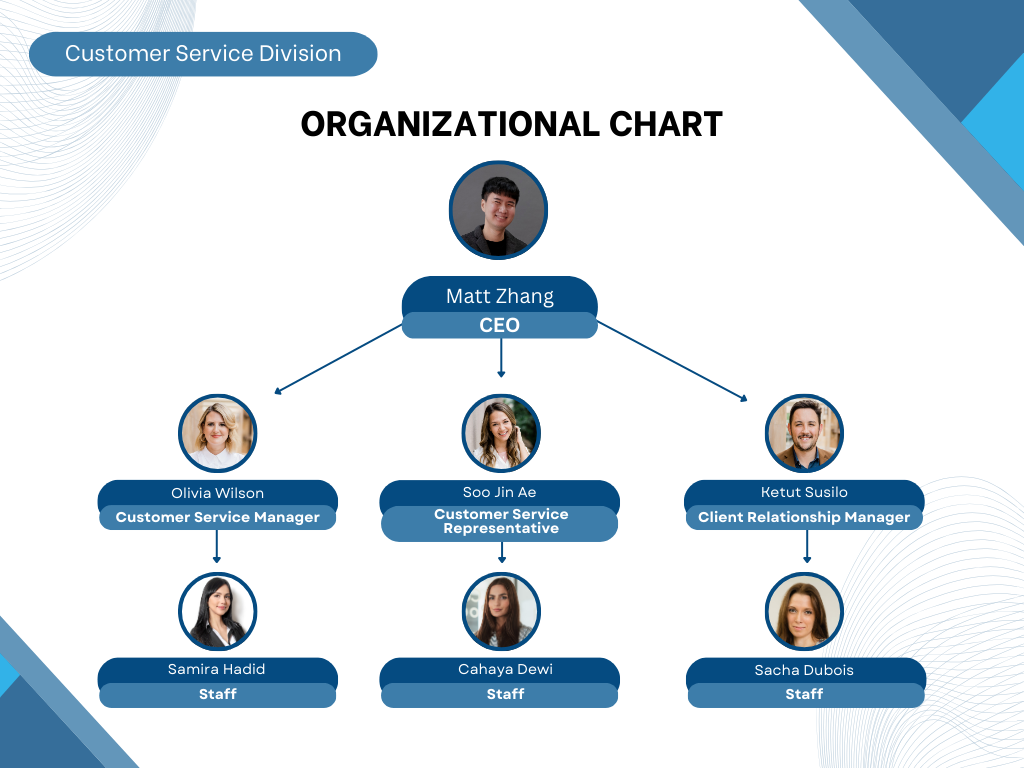 Customer Service Division
ORGANIZATIONAL CHART
Matt Zhang
CEO
Olivia Wilson
Customer Service Manager
Soo Jin Ae
Customer Service
Representative
Ketut Susilo
Client Relationship Manager
Samira Hadid
Staff
Cahaya Dewi
Staff
Sacha Dubois
Staff